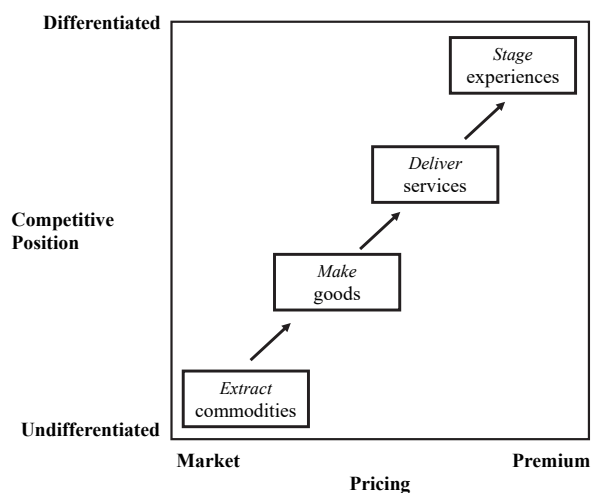 Differentiated
Stage
experiences
Deliver
services
Competitive
Position
Make
goods
Extract
commodities
Undifferentiated
Market
Premium
Pricing